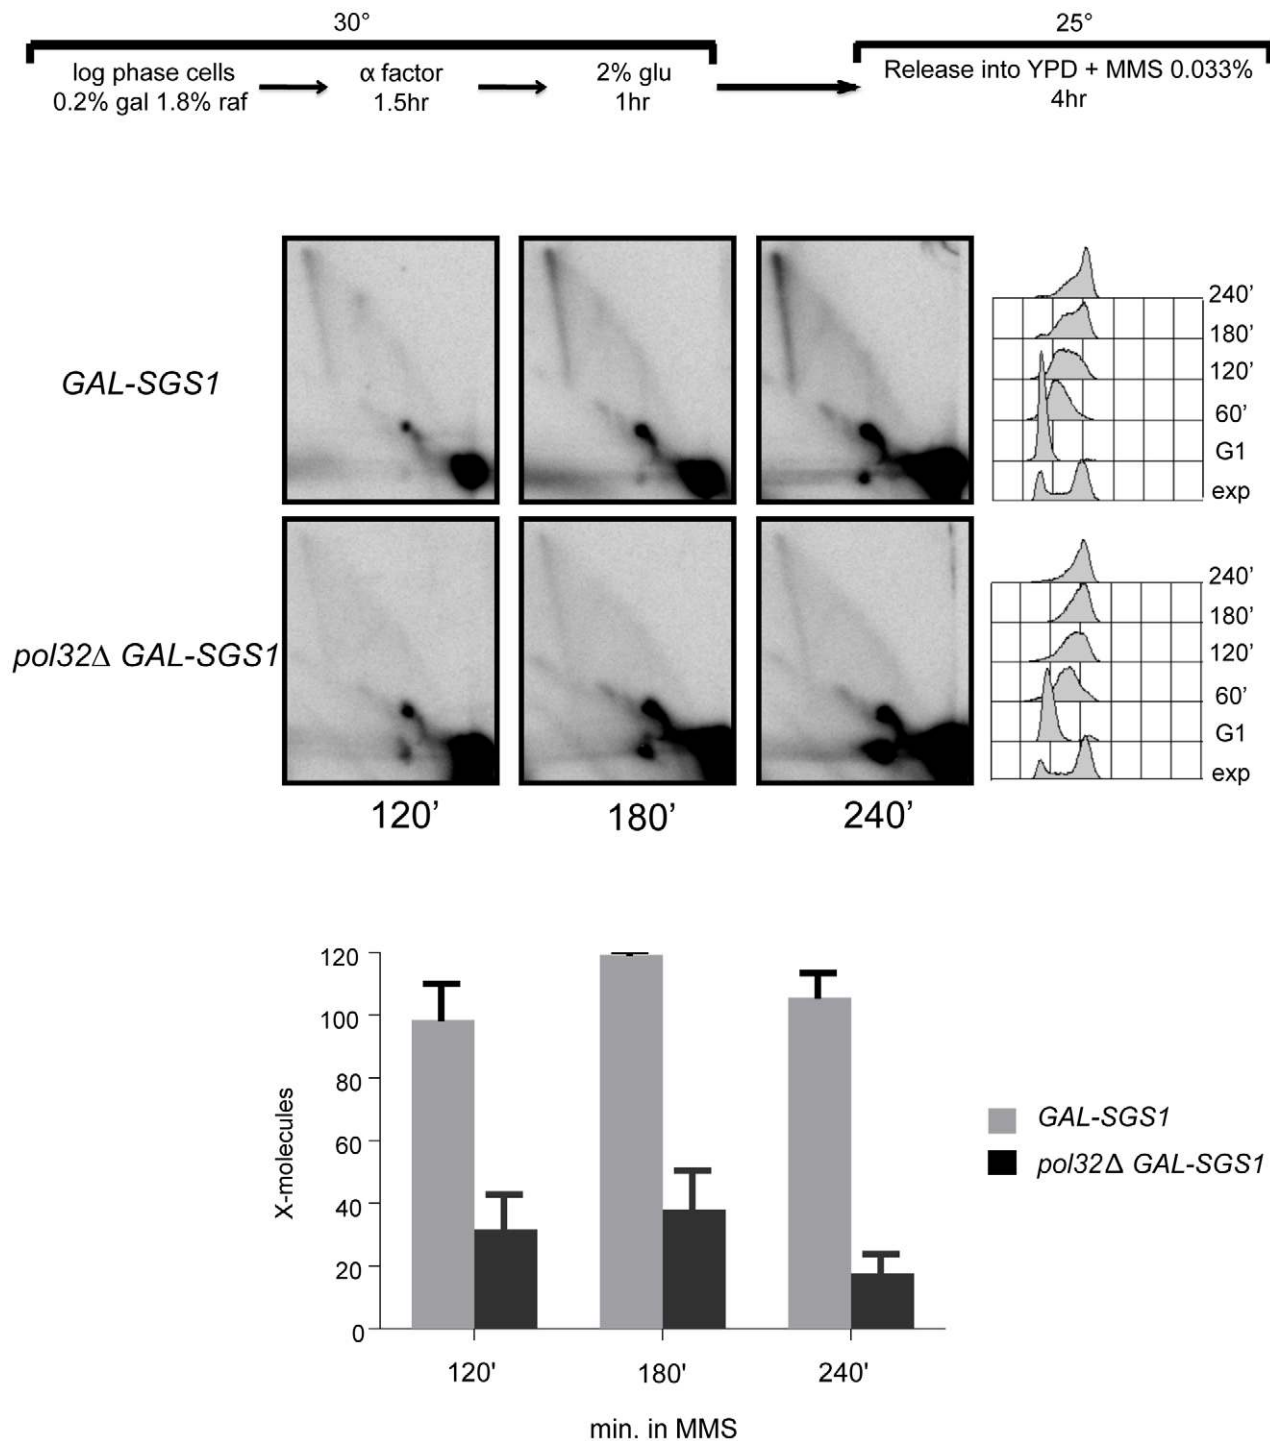 30°
25°
log phase cells
0.2% gal 1.8% raf
α factor
1.5hr
2% glu
1hr
Release into YPD + MMS 0.033%
4hr
GAL-SGS1
240’
180’
120’
60’
G1
exp
pol32Δ GAL-SGS1
240’
180’
120’
60’
G1
exp
120’
180’
240’
120
100
80
60
40
20
0
X-molecules
GAL-SGS1
pol32Δ GAL-SGS1
120'
180'
240'
min. in MMS